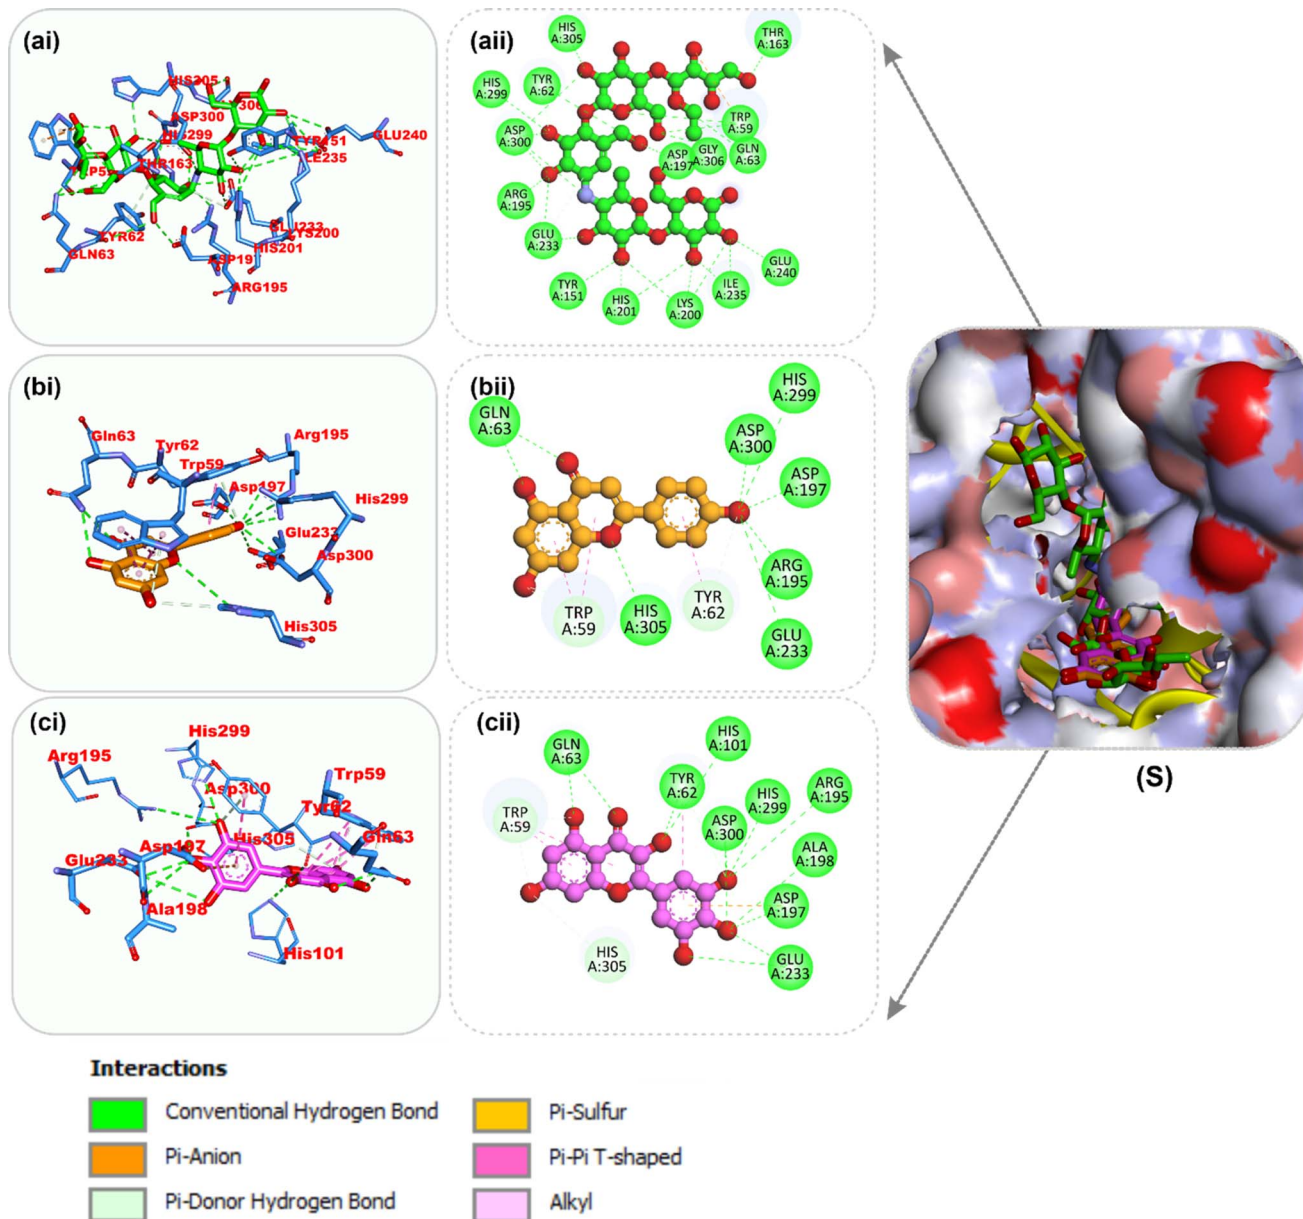 (ai)
HIS305
ASP300
HIS299
TYR151
GLU240
ILE235
THR163
TYR62
GLN63
GLU233
LYS200
HIS201
ARG195
(aii)
HIS
A:305
THR
A:163
HIS
A:299
TYR
A:62
ASP
A:300
TRP
A:59
ASP
A:197
GLY
A:306
GLN
A:63
ARG
A:195
GLU
A:233
TYR
A:151
HIS
A:201
LYS
A:200
ILE
A:235
GLU
A:240
(bi)
Gln63
Tyr62
Trp59
Arg195
Asp197
His299
Glu233
Asp300
His305
(bii)
GLN
A:63
HIS
A:299
ASP
A:300
ASP
A:197
ARG
A:195
GLU
A:233
TRP
A:59
HIS
A:305
TYR
A:62
(S)
(ci)
His299
Arg195
Asp300
Trp59
Tyr62
Asp197
His305
Gln63
Glu233
Ala198
His101
(cii)
GLN
A:63
HIS
A:101
TYR
A:62
TRP
A:59
ASP
A:300
HIS
A:299
ARG
A:195
ALA
A:198
ASP
A:197
HIS
A:305
GLU
A:233
Interactions
Conventional Hydrogen Bond
Pi-Anion
Pi-Donor Hydrogen Bond
Pi-Sulfur
Pi-Pi T-shaped
Alkyl